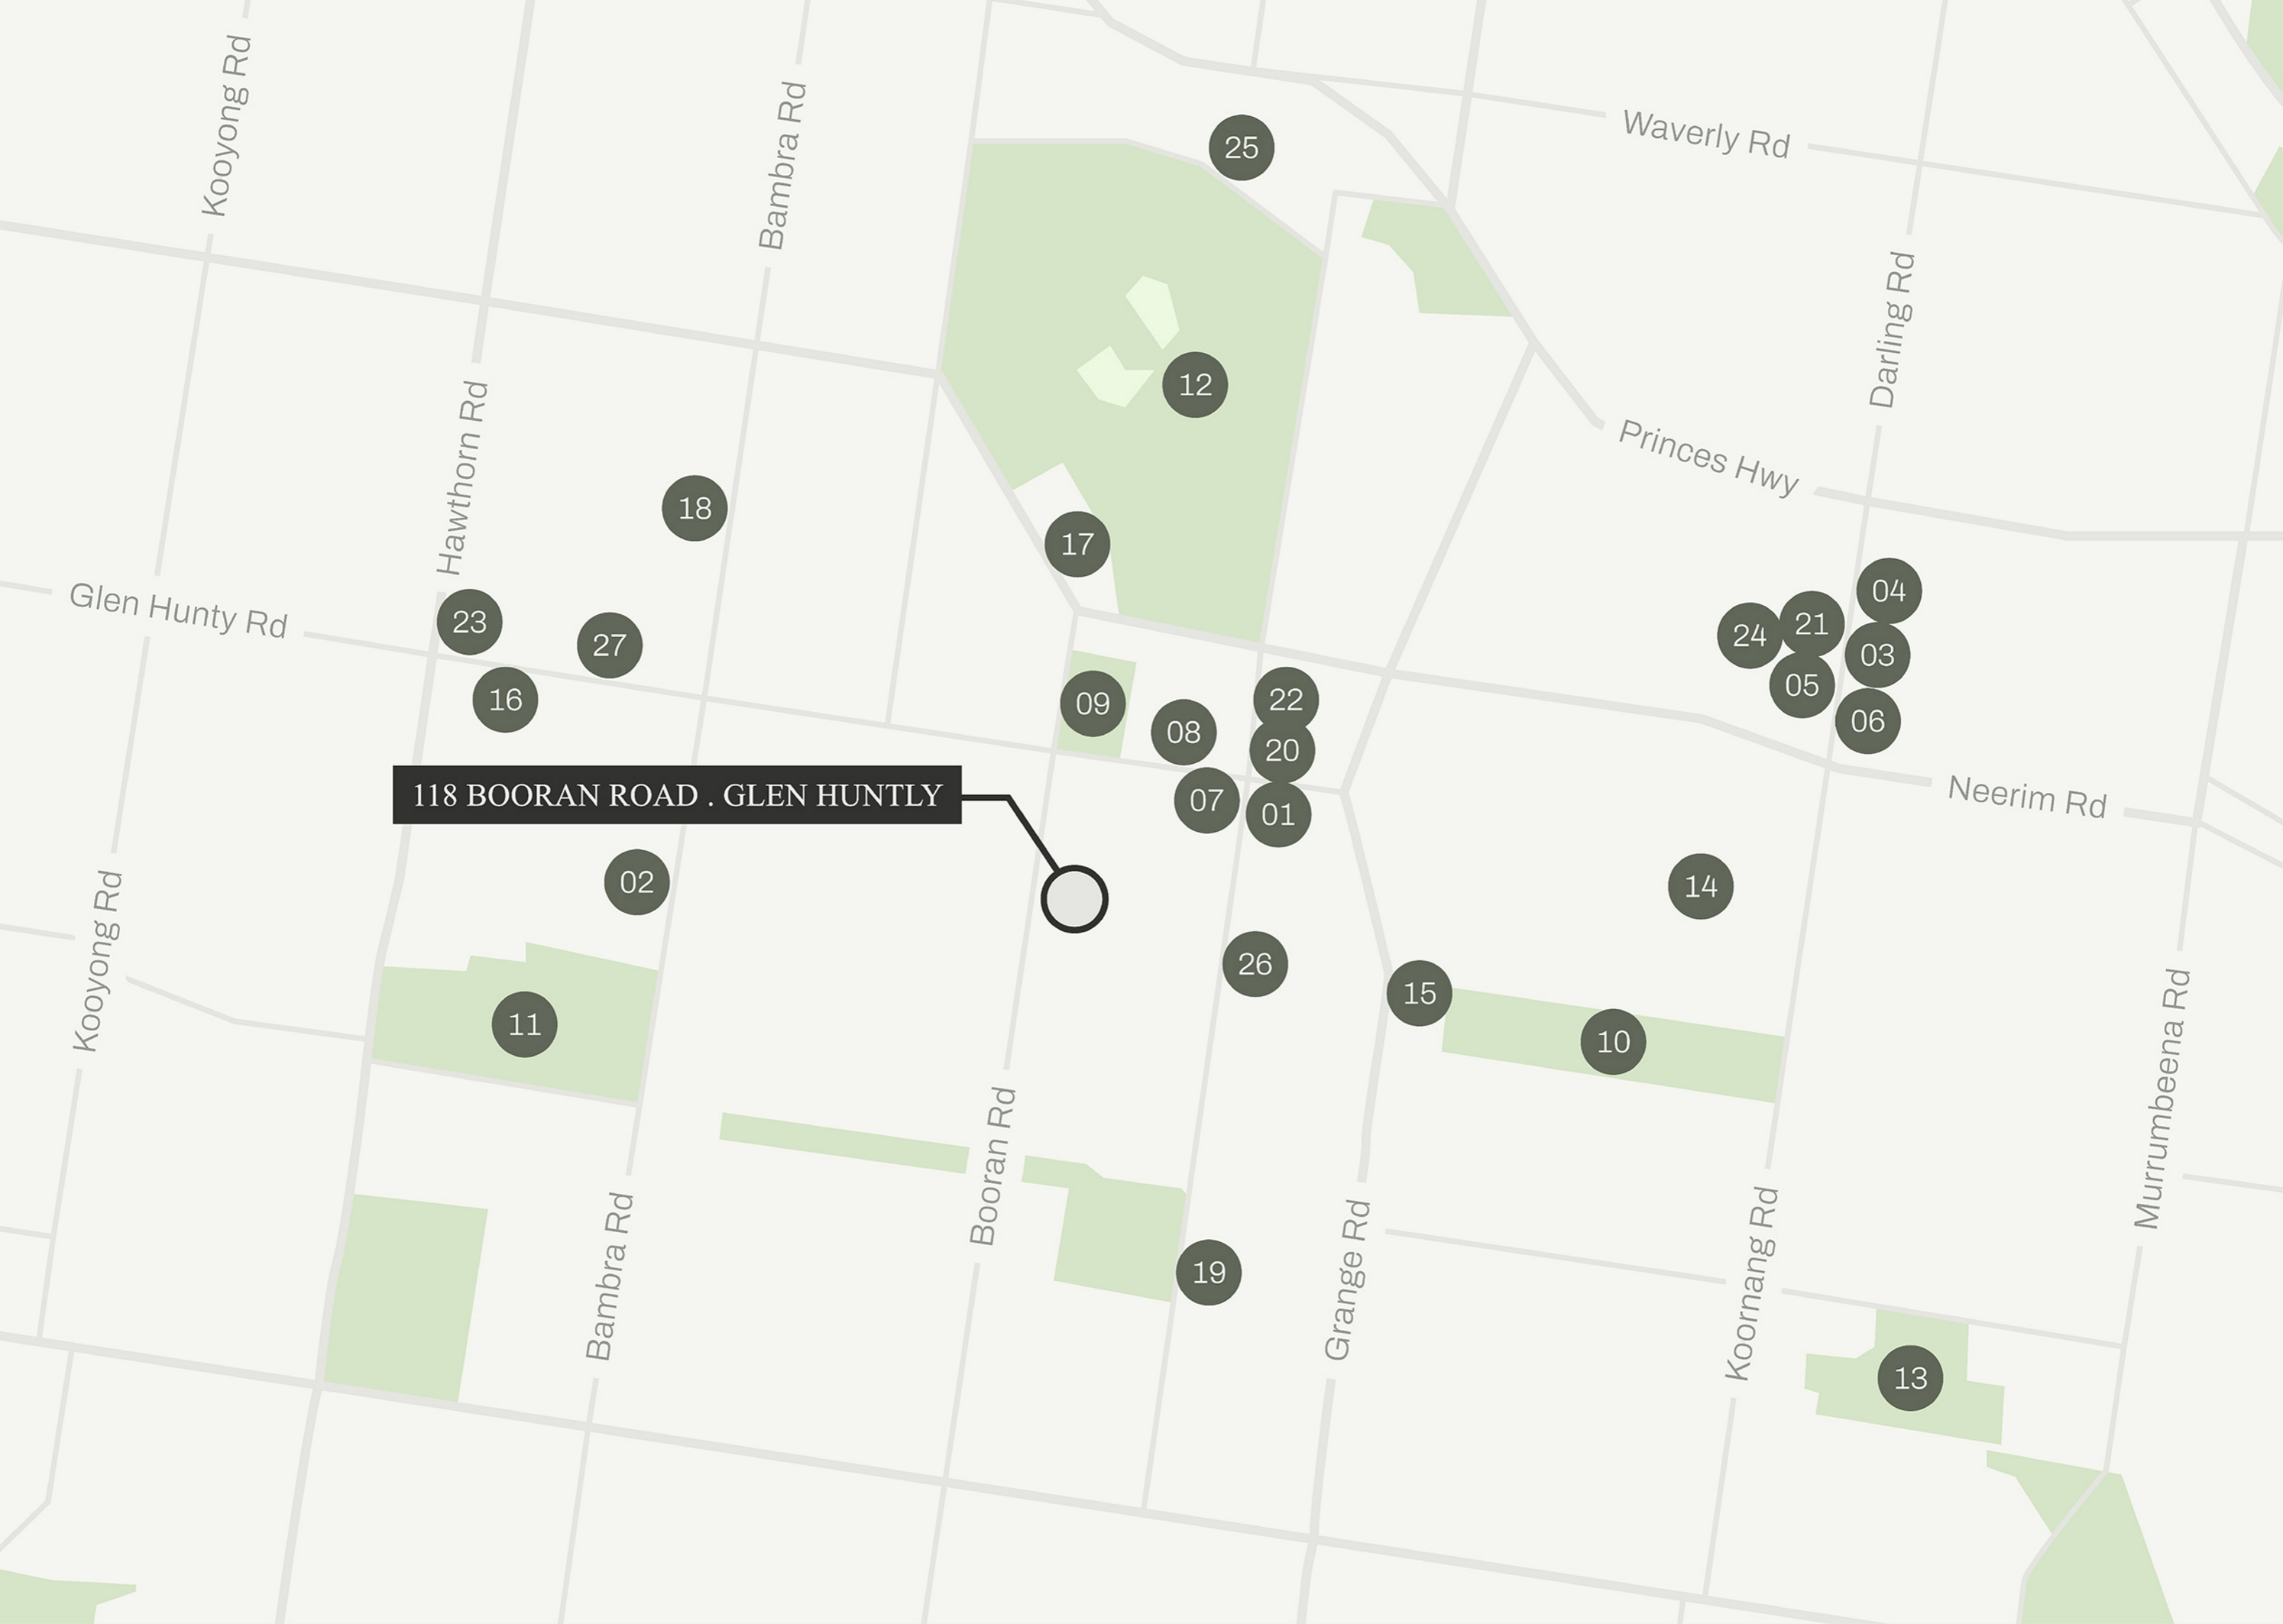 Kooyong Rd
Bambra Rd
Waverly Rd
25
Darling Rd
12
Hawthorn Rd
Princes Hwy
18
17
Glen Hunty Rd
23
27
16
04
21
24
03
05
06
09
22
08
20
07
01
Neerim Rd
118 BOORAN ROAD . GLEN HUNTLY
02
14
Kooyong Rd
26
15
11
10
Murrumbeena Rd
Booran Rd
Bambra Rd
19
Grange Rd
Koornang Rd
13